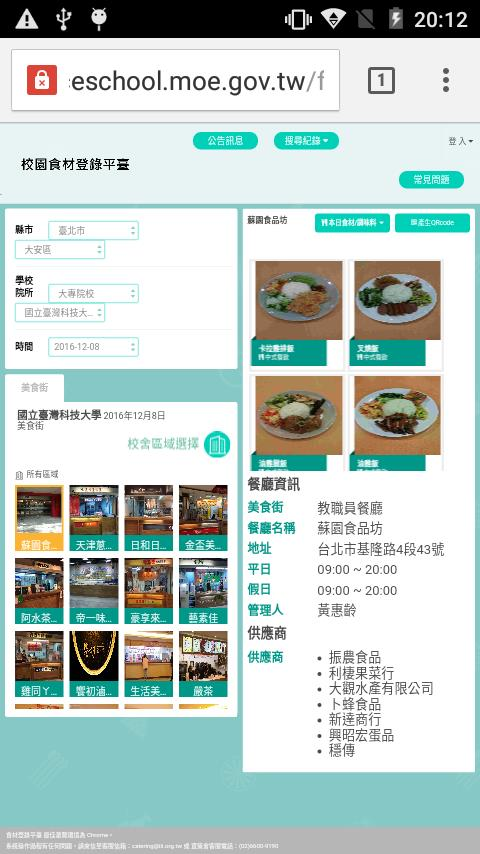 20:12
eschool.moe.gov.tw/f
1
公告訊息
搜尋紀錄
登入
校園食材登錄平臺
常見問題
縣市
臺北市
大安區
學校
院所
大專院校
國立臺灣科技大...
時間
2016-12-08
美食街
國立臺灣科技大學 2016年12月8日
美食街
校舍區域選擇
所有區域
蘇園食...
天津蔥...
日和日...
金盃美...
阿水茶...
帝一味...
豪享來...
藝素佳
雞同丫...
饗初滷...
生活美...
嚴茶
蘇園食品坊
本日食材/調味料
產生QRcode
卡拉雞排飯
中式餐飲
叉燒飯
中式餐飲
油雞腿飯
餐廳資訊
美食街 教職員餐廳
餐廳名稱 蘇園食品坊
地址 台北市基隆路4段43號
平日 09:00 ~ 20:00
假日 09:00 ~ 20:00
管理人 黃惠齡
供應商
供應商
• 振農食品
• 利棲果菜行
• 大觀水產有限公司
• 卜蜂食品
• 新達商行
• 興昭宏蛋品
• 穩傳
食材登錄平臺 最佳瀏覽環境為 Chrome。
系統操作過程有任何問題，請來信至客服信箱：catering@iii.org.tw 或 直撥會客服電話：(02)6600-9190